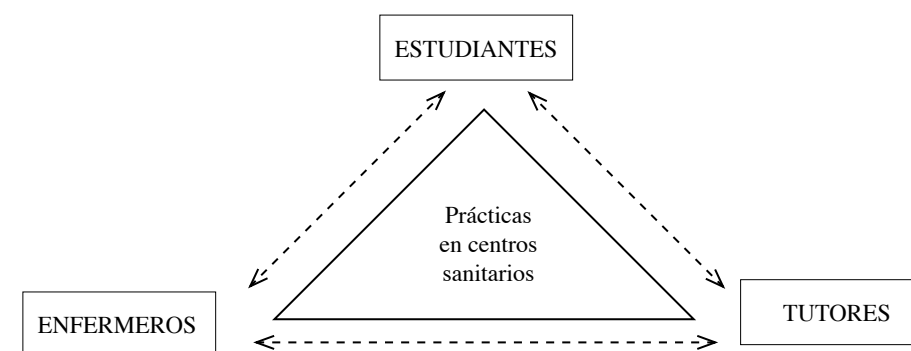 ESTUDIANTES
Prácticas
en centros
sanitarios
ENFERMEROS
TUTORES